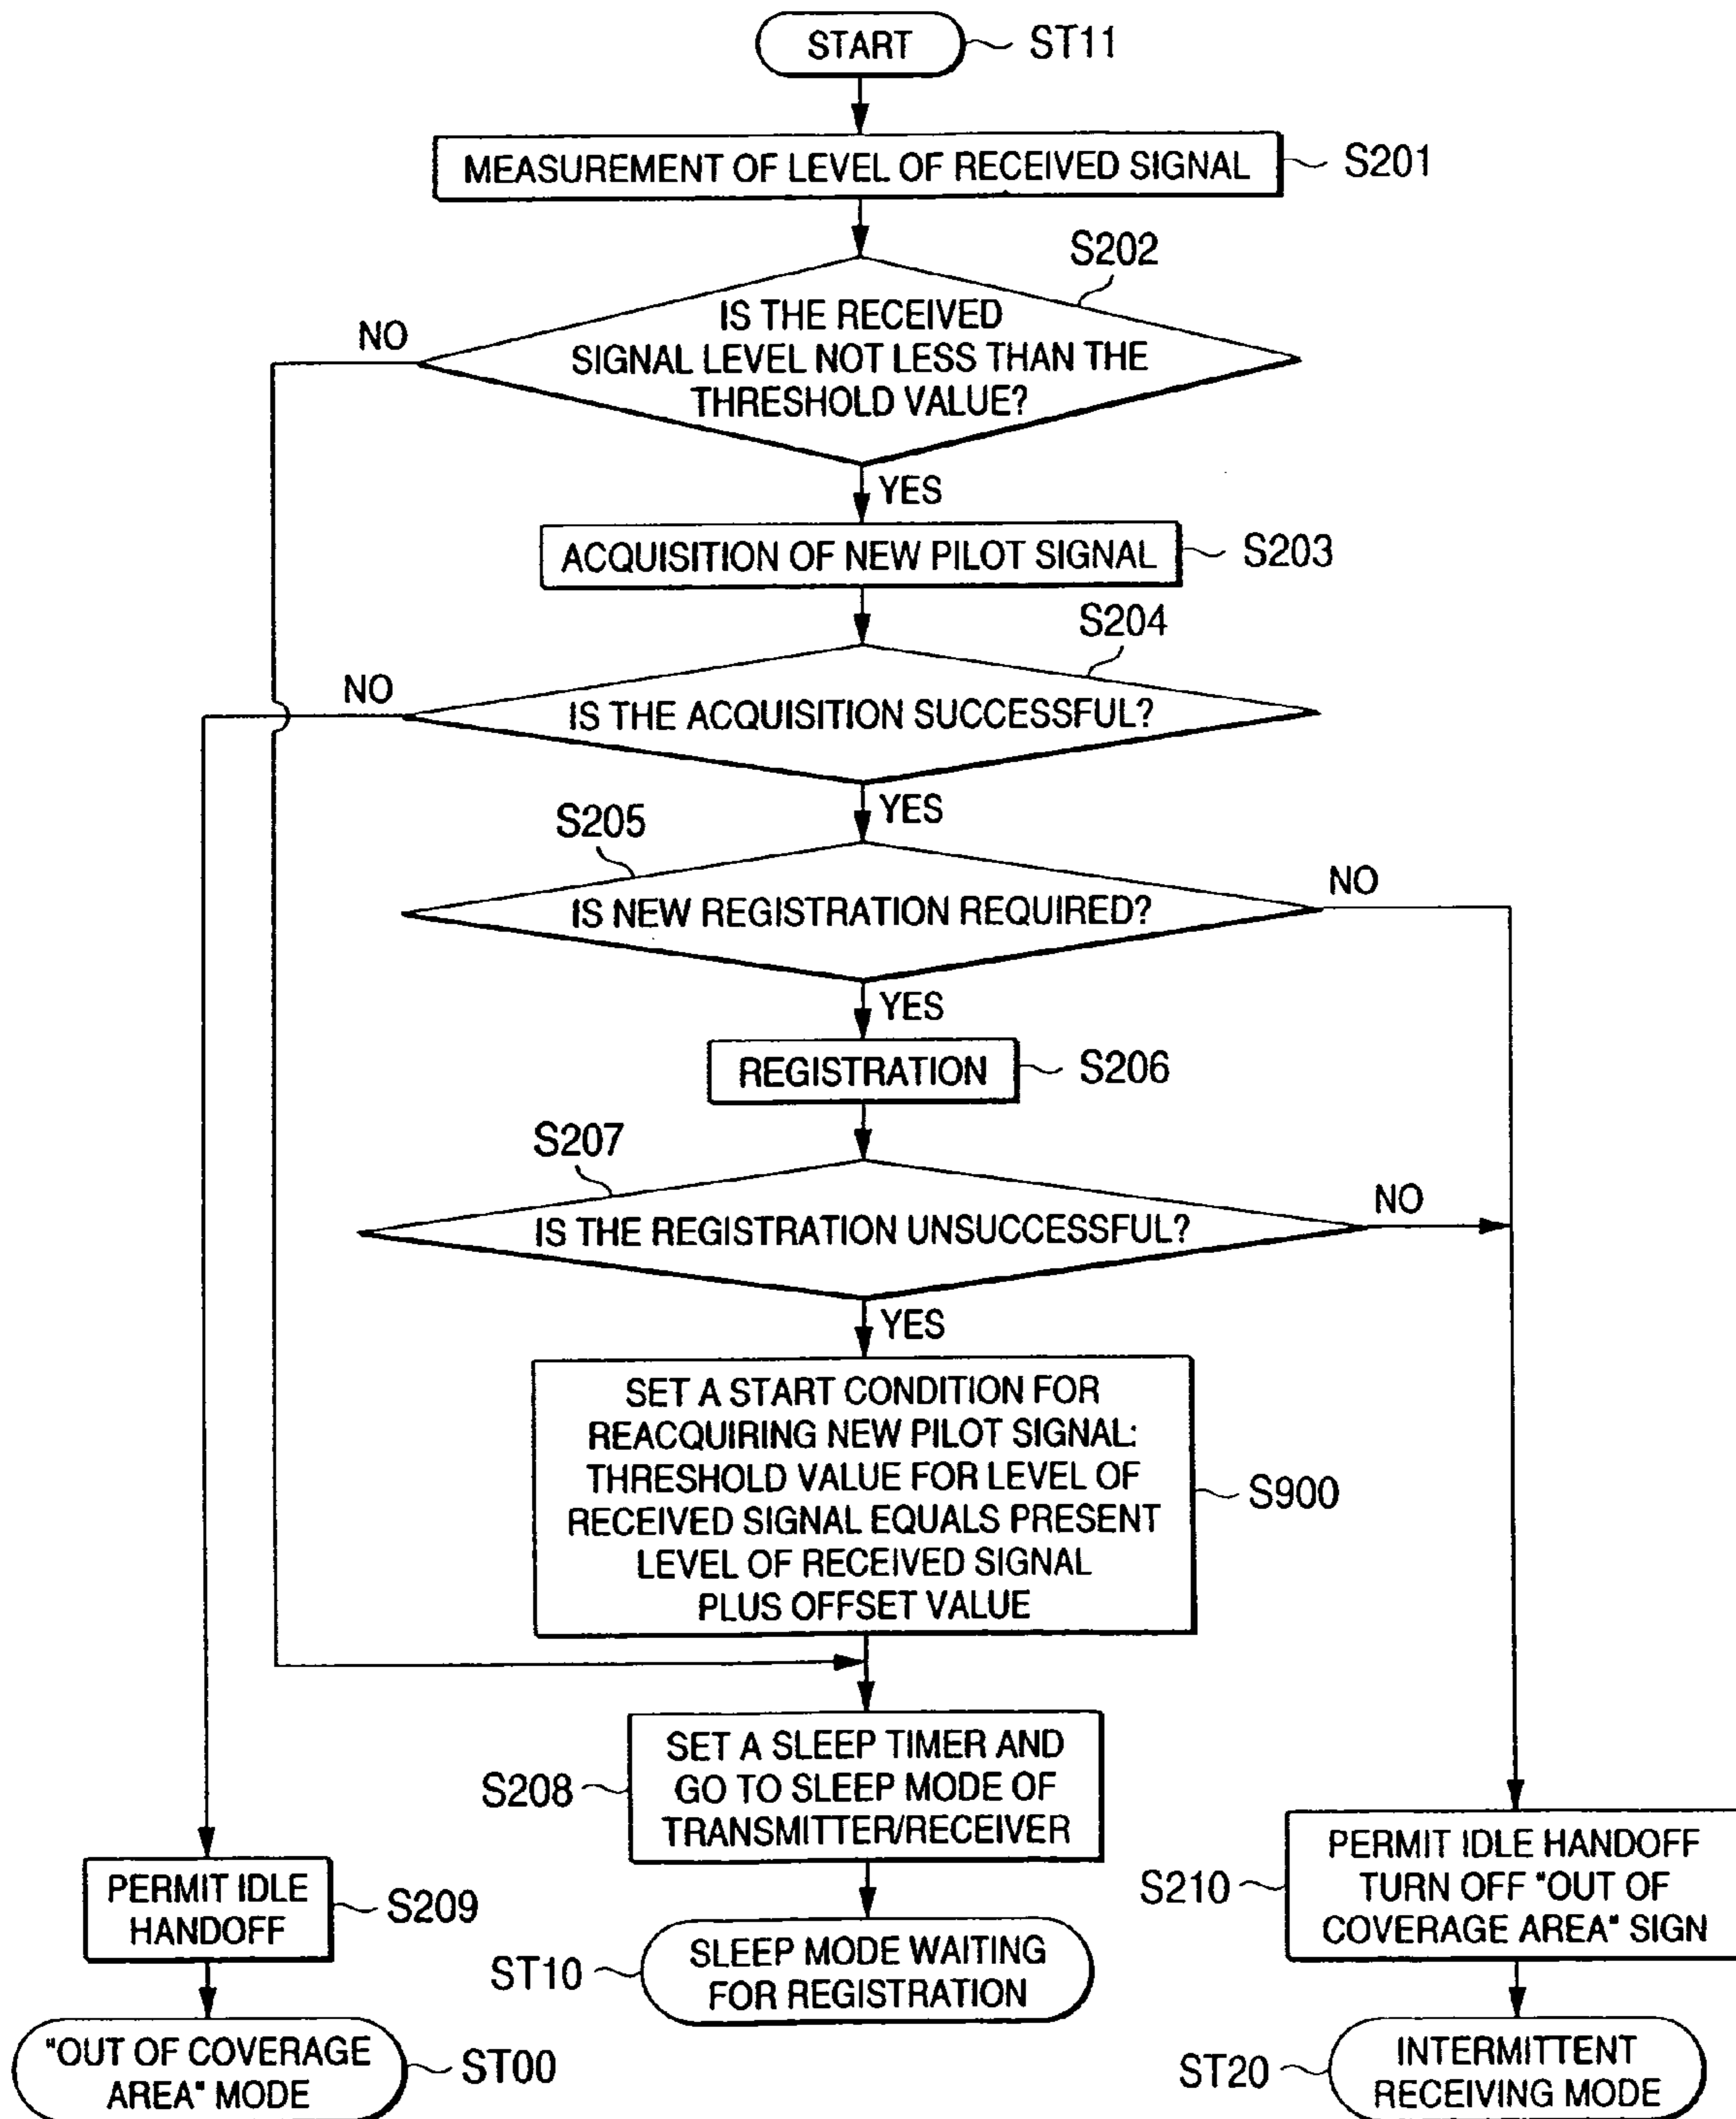 START
ST11
MEASUREMENT OF LEVEL OF RECEIVED SIGNAL
S201
S202
IS THE RECEIVED
SIGNAL LEVEL NOT LESS THAN THE
THRESHOLD VALUE?
NO
YES
ACQUISITION OF NEW PILOT SIGNAL
S203
S204
NO
IS THE ACQUISITION SUCCESSFUL?
YES
S205
IS NEW REGISTRATION REQUIRED?
NO
YES
REGISTRATION
S206
S207
IS THE REGISTRATION UNSUCCESSFUL?
NO
YES
SET A START CONDITION FOR
REACQUIRING NEW PILOT SIGNAL:
THRESHOLD VALUE FOR LEVEL OF
RECEIVED SIGNAL EQUALS PRESENT
LEVEL OF RECEIVED SIGNAL
PLUS OFFSET VALUE
S900
S208
SET A SLEEP TIMER AND
GO TO SLEEP MODE OF
TRANSMITTER/RECEIVER
PERMIT IDLE
HANDOFF
S209
S210
PERMIT IDLE HANDOFF
TURN OFF "OUT OF
COVERAGE AREA" SIGN
ST10
SLEEP MODE WAITING
FOR REGISTRATION
"OUT OF COVERAGE
AREA" MODE
ST00
ST20
INTERMITTENT
RECEIVING MODE